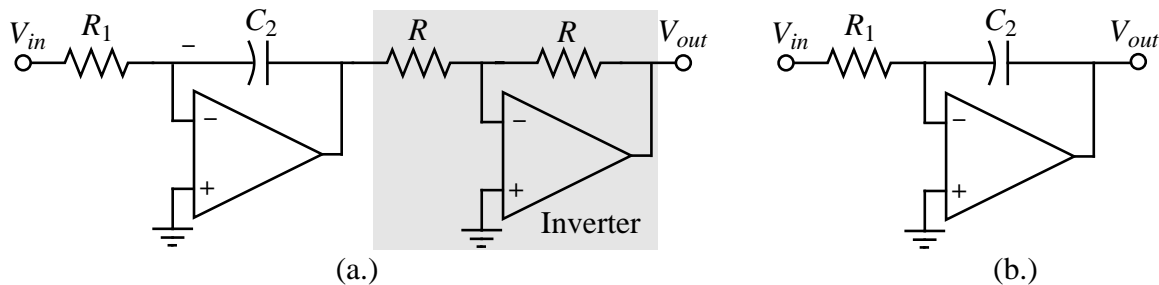 V_in R_1 − C_2 R − R V_out
− + − +
Inverter
(a.)
V_in R_1 C_2 V_out
− +
(b.)